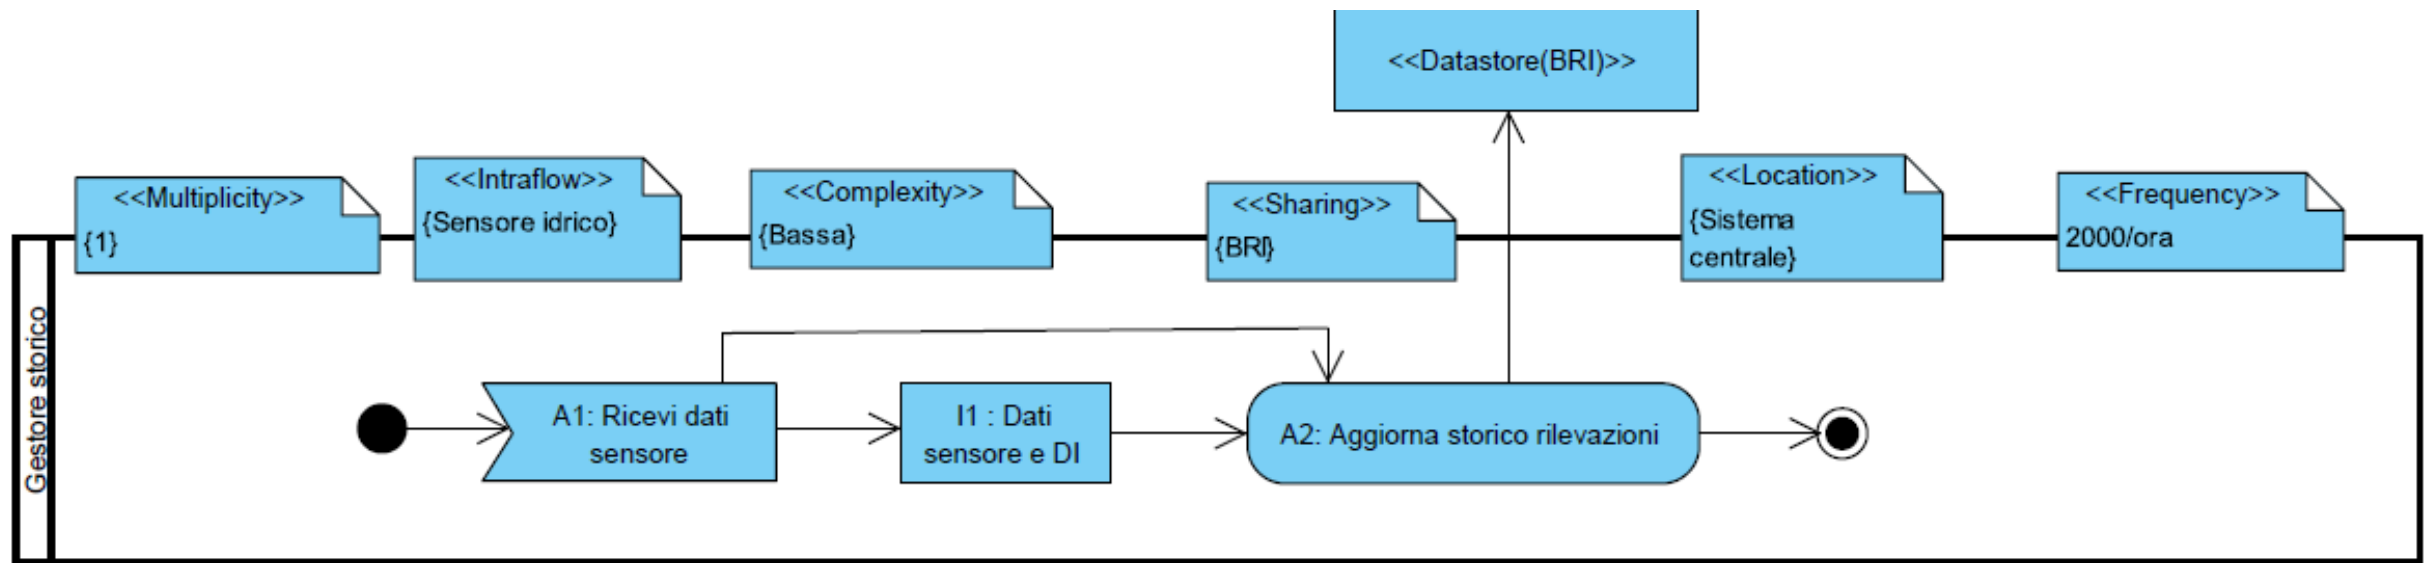 <<Datastore(BRI)>>
<<Multiplicity>>
{1}
<<Intraflow>>
{Sensore idrico}
<<Complexity>>
{Bassa}
<<Sharing>>
{BRI}
<<Location>>
{Sistema
centrale}
<<Frequency>>
2000/ora
Gestore storico
A1: Ricevi dati
sensore
I1 : Dati
sensore e DI
A2: Aggiorna storico rilevazioni